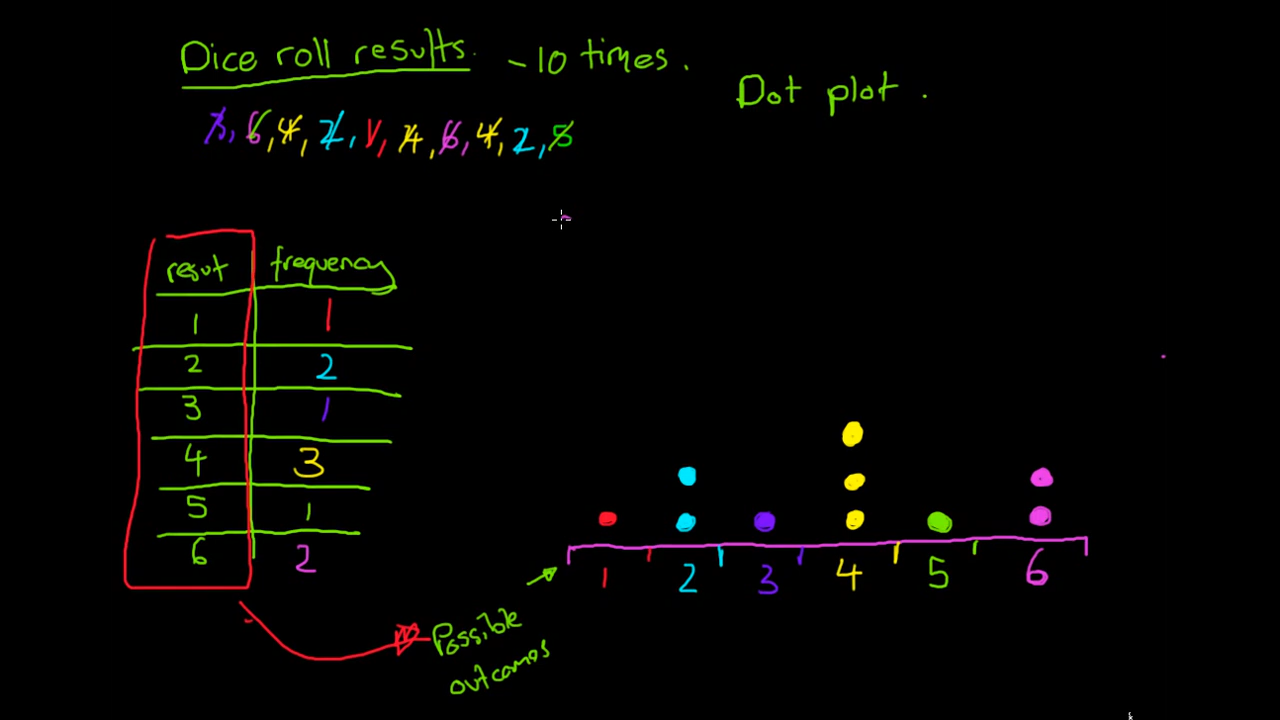 Dice roll results. - 10 times.
Dot plot.
3, 6, 4, 2, 1, 4, 6, 4, 2, 5
resut frequency
1 1
2 2
3 1
4 3
5 1
6 2
1 2 3 4 5 6
Possible
outcomes